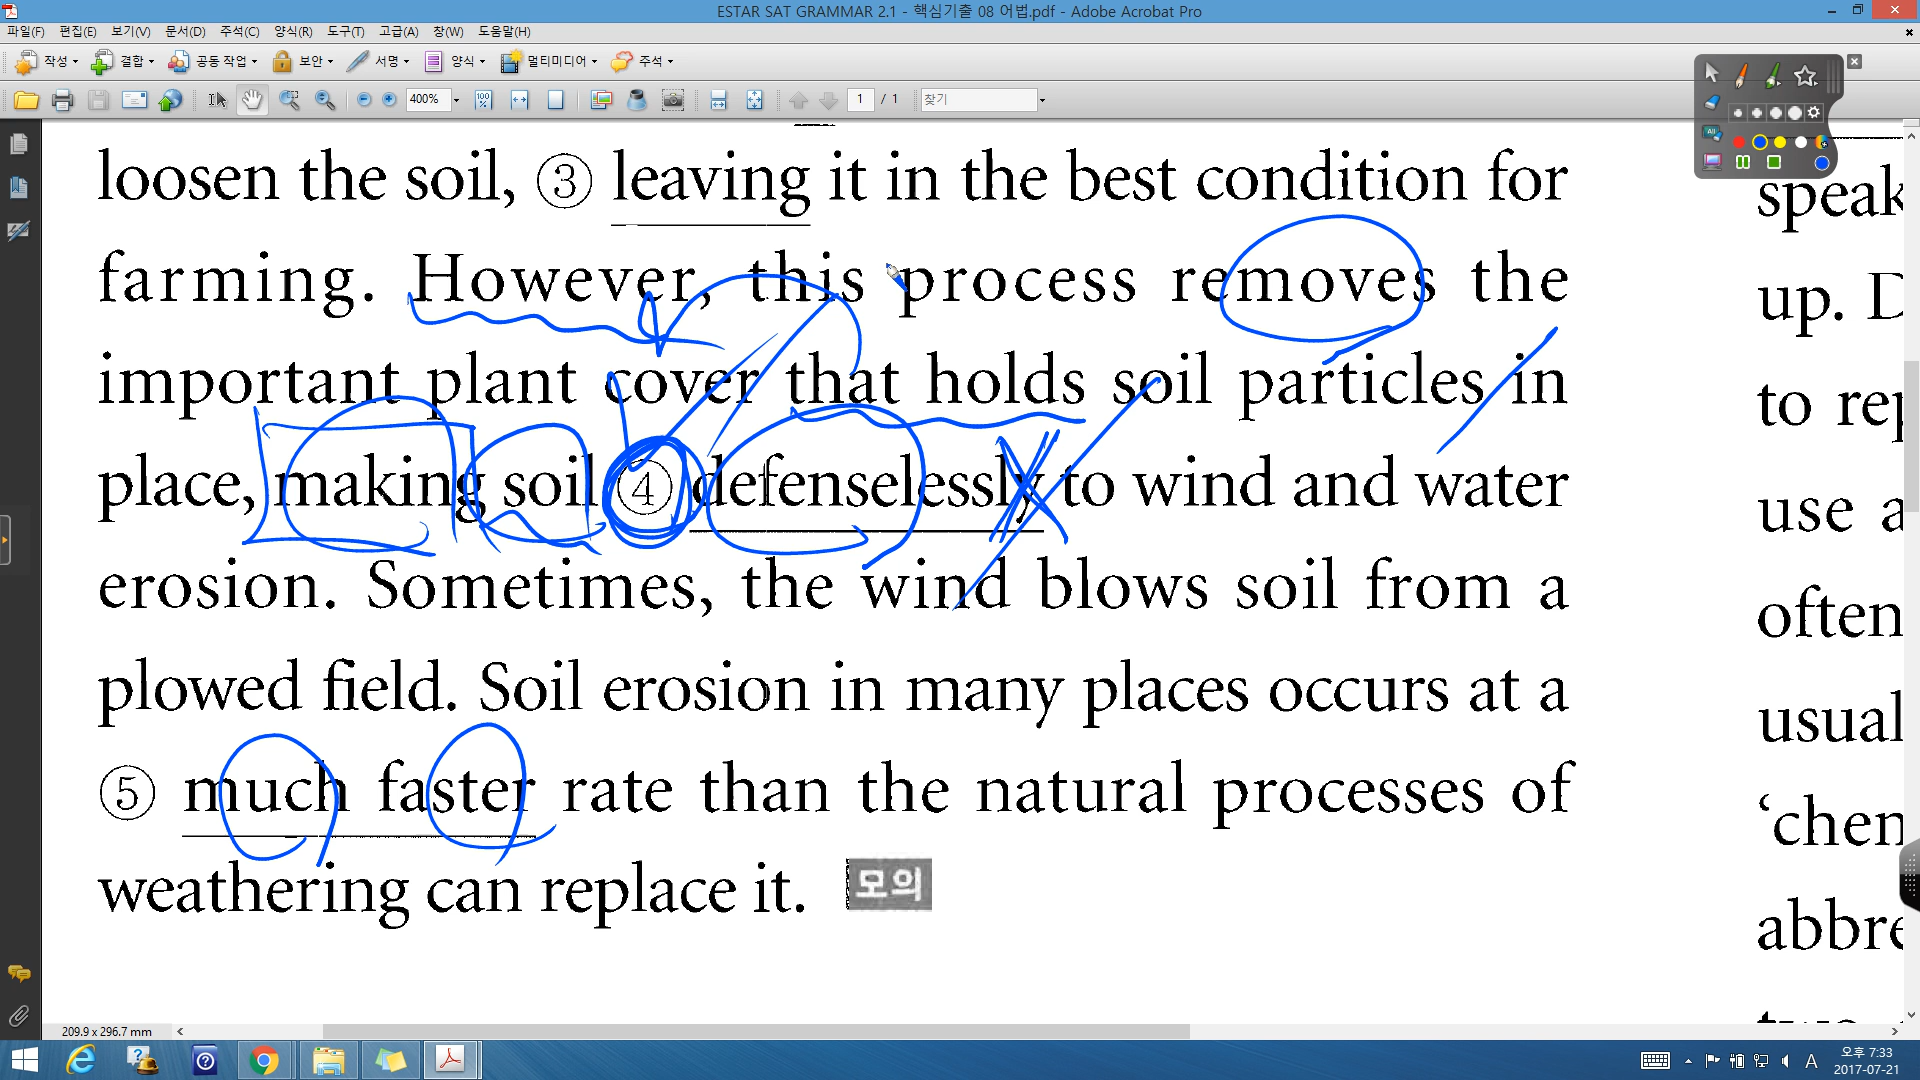 ESTAR SAT GRAMMAR 2.1 - 핵심기출 08 어법.pdf - Adobe Acrobat Pro
파일(F) 편집(E) 보기(V) 문서(D) 주석(C) 양식(R) 도구(T) 고급(A) 창(W) 도움말(H)
작성 결합 공동 작업 보안 서명 양식 멀티미디어 주석
400% 1 / 1 찾기
loosen the soil, ③ leaving it in the best condition for
farming. However, this process removes the
important plant cover that holds soil particles in
place, making soil ④ defenselessly to wind and water
erosion. Sometimes, the wind blows soil from a
plowed field. Soil erosion in many places occurs at a
⑤ much faster rate than the natural processes of
weathering can replace it. 모의
speak
up. D
to rep
use a
often
usual
‘chem
abbre
209.9 x 296.7 mm
A 오후 7:33
2017-07-21